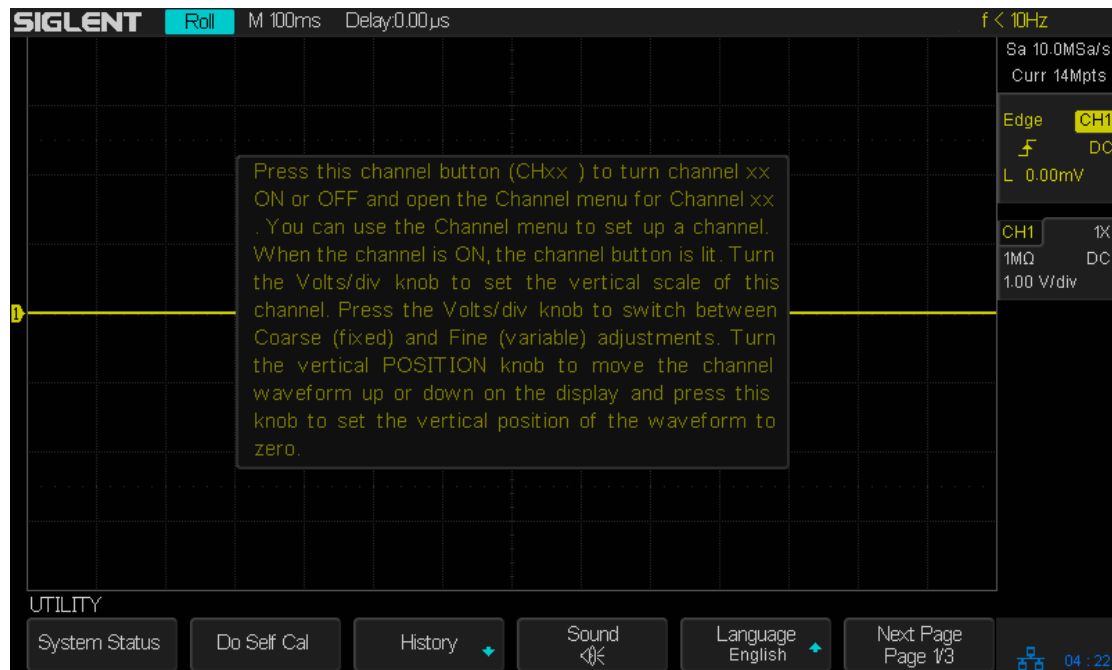 SIGLENT Roll M 100ms Delay:0.00µs f < 10Hz
Sa 10.0MSa/s
Curr 14Mpts
Edge CH1
DC
L 0.00mV
CH1 1X
1MΩ DC
1.00 V/div
Press this channel button (CHxx ) to turn channel xx
ON or OFF and open the Channel menu for Channel xx
. You can use the Channel menu to set up a channel.
When the channel is ON, the channel button is lit. Turn
the Volts/div knob to set the vertical scale of this
channel. Press the Volts/div knob to switch between
Coarse (fixed) and Fine (variable) adjustments. Turn
the vertical POSITION knob to move the channel
waveform up or down on the display and press this
knob to set the vertical position of the waveform to
zero.
1
UTILITY
System Status Do Self Cal History Sound Language Next Page
English Page 1/3
04 : 22